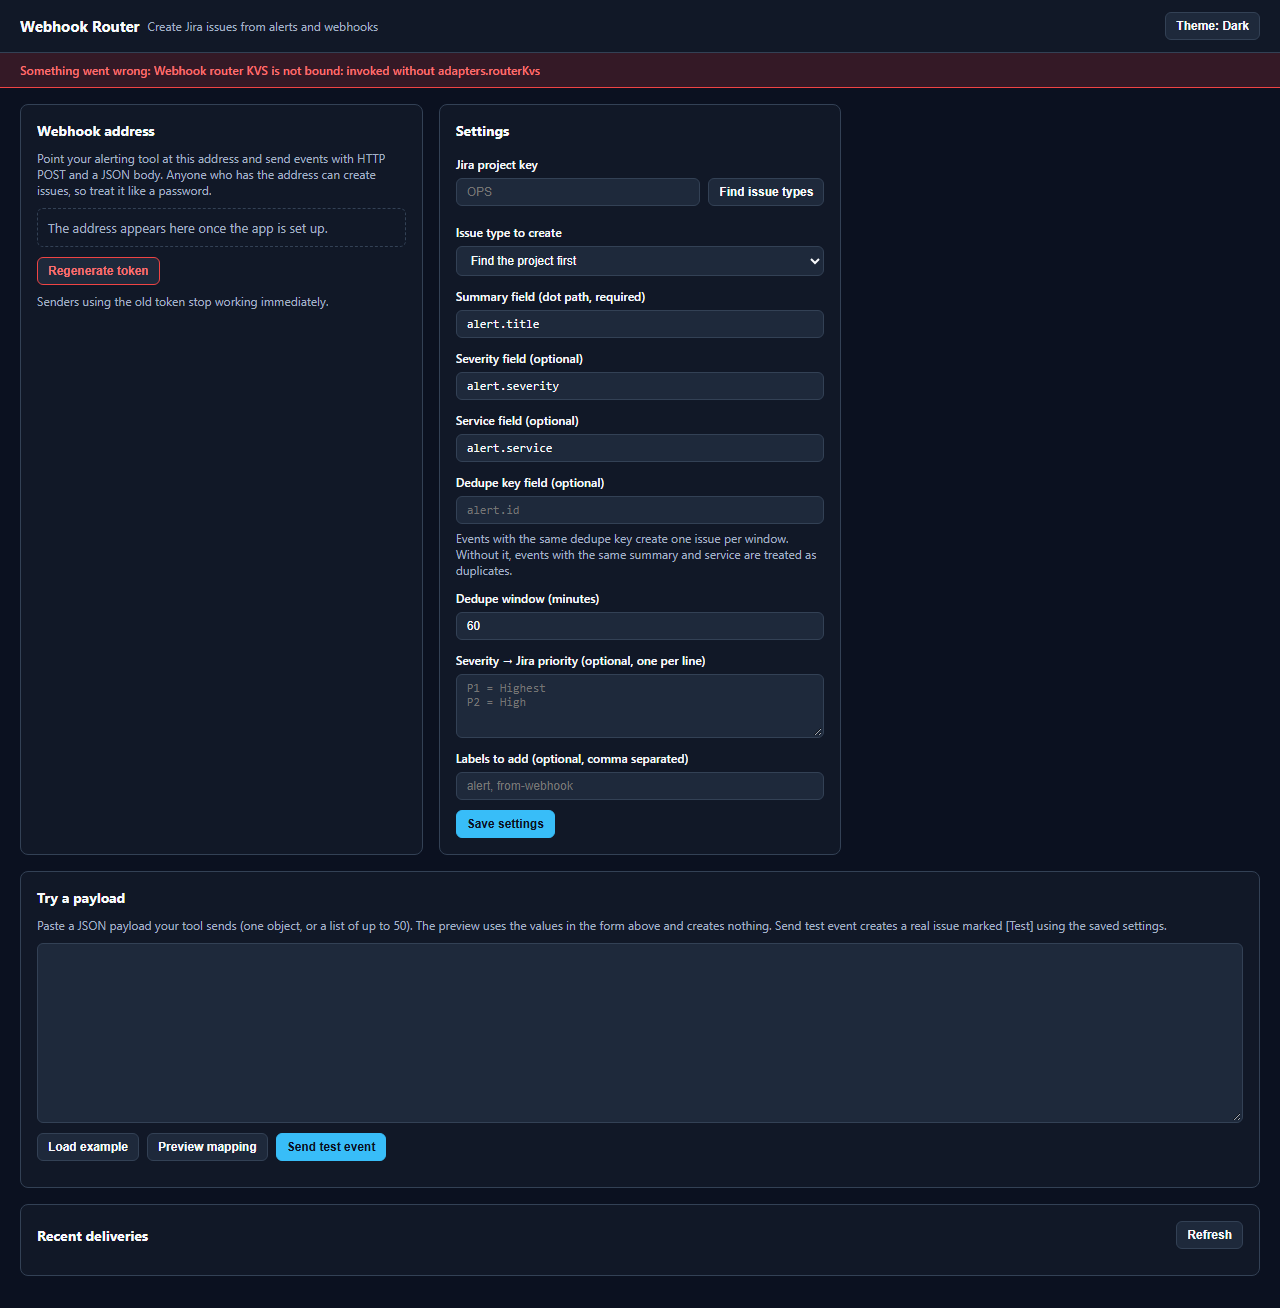 Webhook Router Create Jira issues from alerts and webhooks
Theme: Dark
Something went wrong: Webhook router KVS is not bound: invoked without adapters.routerKvs
Webhook address
Point your alerting tool at this address and send events with HTTP
POST and a JSON body. Anyone who has the address can create
issues, so treat it like a password.
The address appears here once the app is set up.
Regenerate token
Senders using the old token stop working immediately.
Settings
Jira project key
OPS
Find issue types
Issue type to create
Find the project first
Summary field (dot path, required)
alert.title
Severity field (optional)
alert.severity
Service field (optional)
alert.service
Dedupe key field (optional)
alert.id
Events with the same dedupe key create one issue per window.
Without it, events with the same summary and service are treated as
duplicates.
Dedupe window (minutes)
60
Severity → Jira priority (optional, one per line)
P1 = Highest
P2 = High
Labels to add (optional, comma separated)
alert, from-webhook
Save settings
Try a payload
Paste a JSON payload your tool sends (one object, or a list of up to 50). The preview uses the values in the form above and creates nothing. Send test event creates a real issue marked [Test] using the saved settings.
Load example
Preview mapping
Send test event
Recent deliveries
Refresh